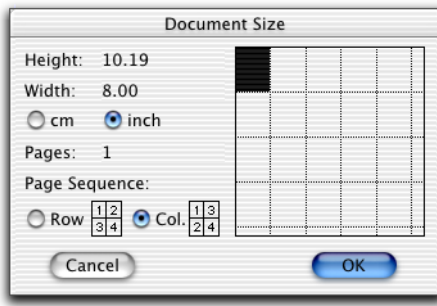 Document Size
Height: 10.19
Width: 8.00
cm inch
Pages: 1
Page Sequence:
Row 1 2 Col. 1 3
3 4 2 4
Cancel OK